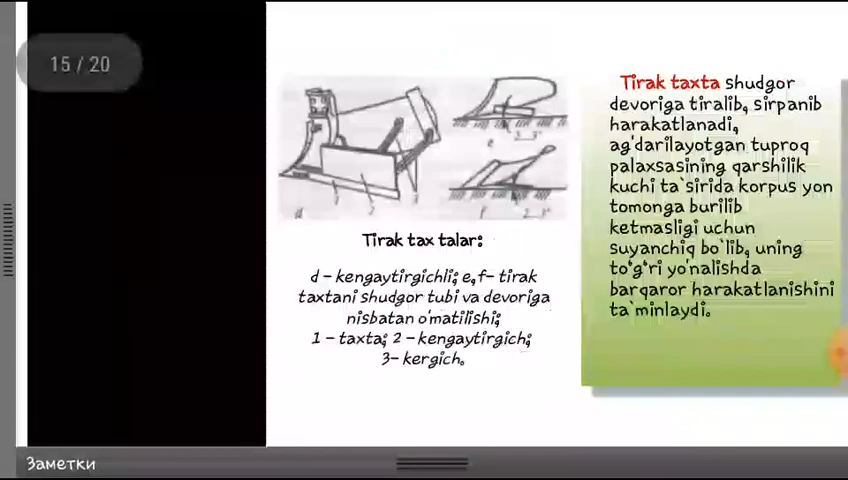 15 / 20
Tirak tax talar:
d - kengaytirgichli; e,f- tirak
taxtani shudgor tubi va devoriga
nisbatan o'rnatilishi;
1 - taxta; 2 - kengaytirgich;
3- kergich.
Tirak taxta shudgor
devoriga tiralib, sirpanib
harakatlanadi,
ag'darilayotgan tuproq
palaxsasining qarshilik
kuchi ta`sirida korpus yon
tomonga burilib
ketmasligi uchun
suyanchiq bo`lib, uning
to'g'ri yo'nalishda
barqaror harakatlanishini
ta`minlaydi.
Заметки